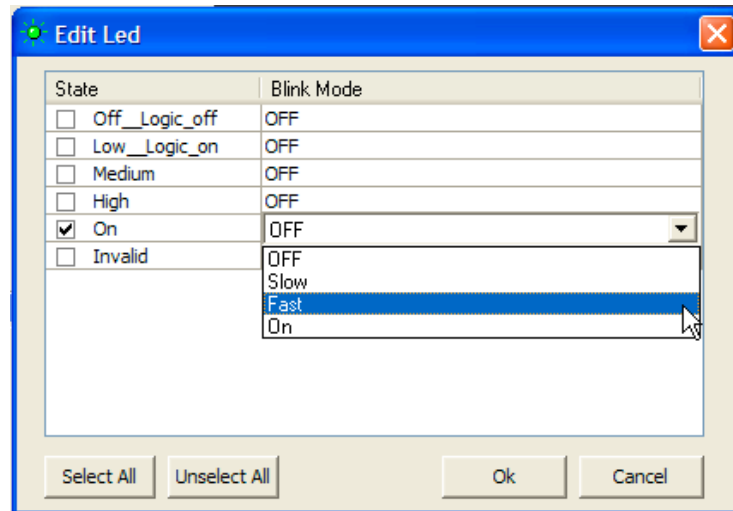 Edit Led
State Blink Mode
Off__Logic_off OFF
Low__Logic_on OFF
Medium OFF
High OFF
On OFF
Invalid OFF
Slow
Fast
On
Select All Unselect All Ok Cancel